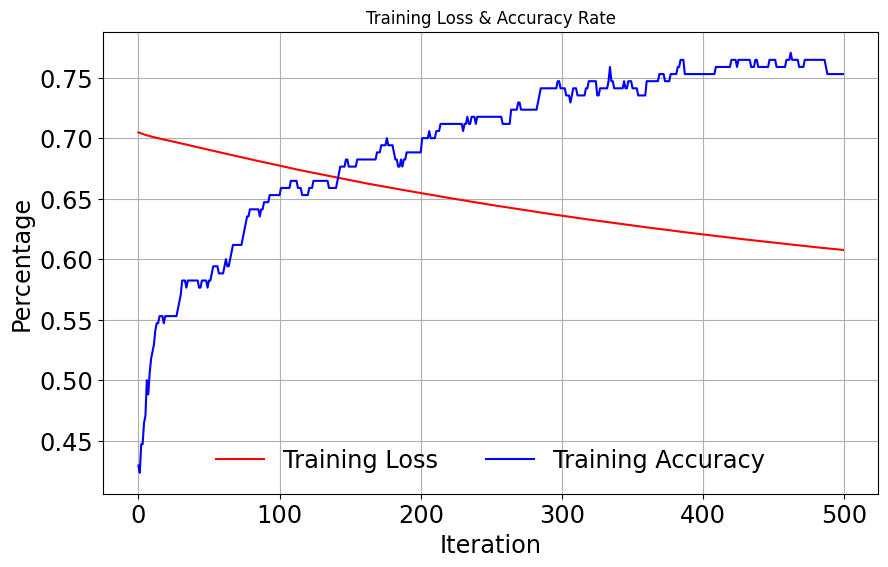 Training Loss & Accuracy Rate
Percentage
0.75
0.70
0.65
0.60
0.55
0.50
0.45
Training Loss
Training Accuracy
0
100
200
300
400
500
Iteration